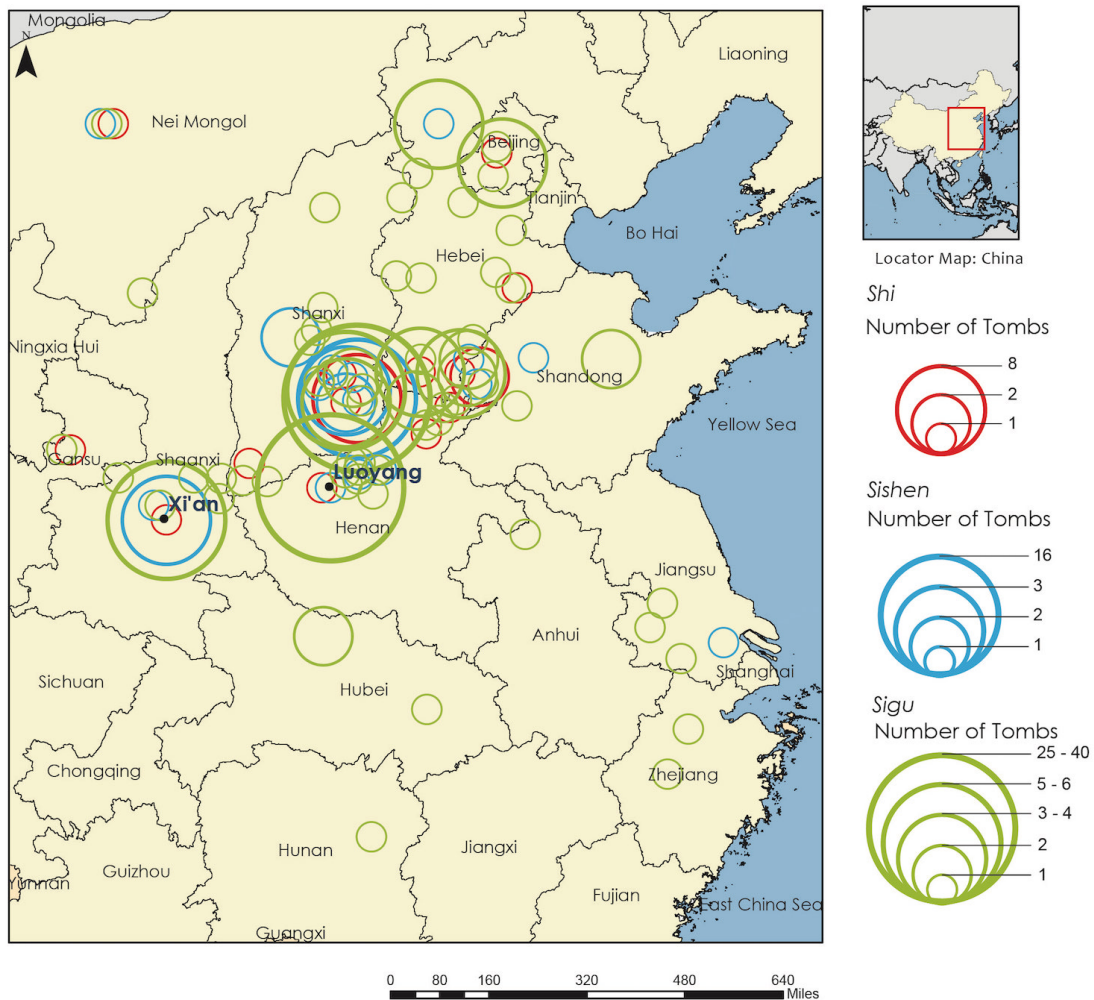 Mongolia
N
Liaoning
Nei Mongol
Beijing
Tianjin
Bo Hai
Hebei
Shanxi
Ningxia Hui
Shandong
Yellow Sea
Gansu
Shaanxi
Luoyang
Xi'an
Henan
Jiangsu
Anhui
Shanghai
Sichuan
Hubei
Chongqing
Zhejiang
Hunan
Jiangxi
Guizhou
Yunnan
Fujian
East China Sea
Guangxi
0 80 160 320 480 640
Miles
Locator Map: China
Shi
Number of Tombs
8
2
1
Sishen
Number of Tombs
16
3
2
1
Sigu
Number of Tombs
25 - 40
5 - 6
3 - 4
2
1